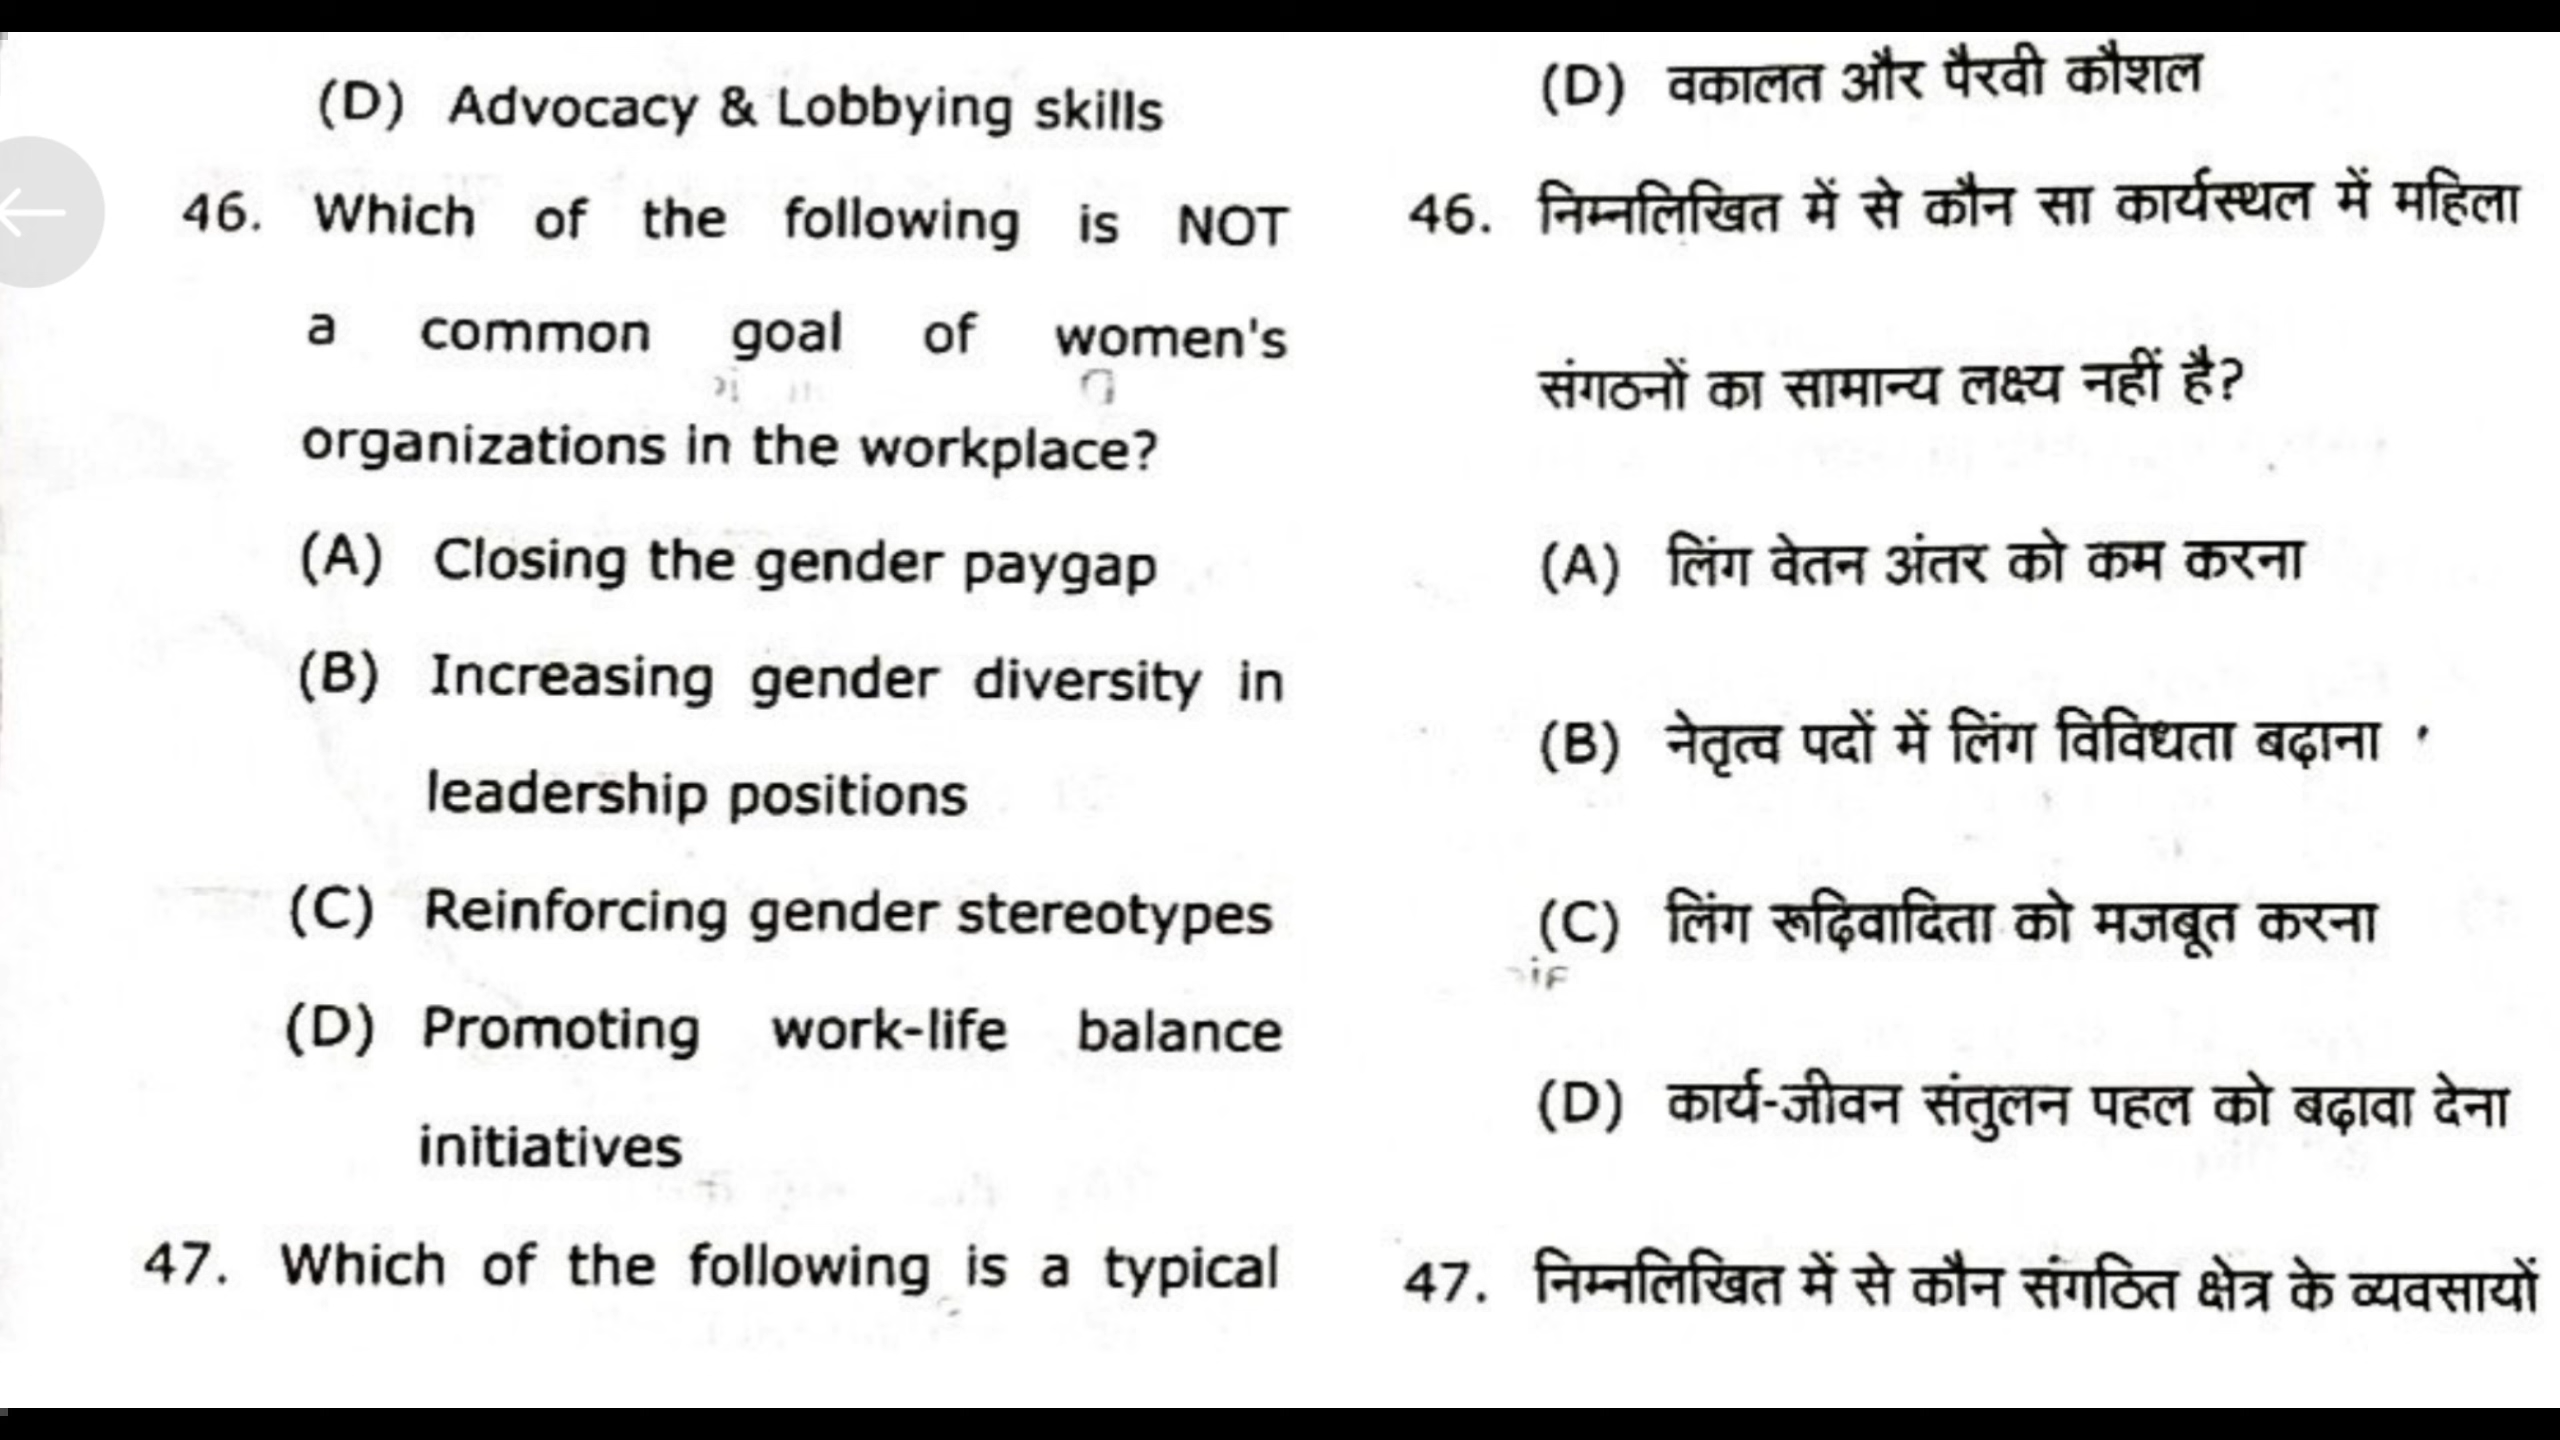 (D) Advocacy & Lobbying skills
46. Which of the following is NOT
a common goal of women's
organizations in the workplace?
(A) Closing the gender paygap
(B) Increasing gender diversity in
leadership positions
(C) Reinforcing gender stereotypes
(D) Promoting work-life balance
initiatives
47. Which of the following is a typical
(D) वकालत और पैरवी कौशल
46. निम्नलिखित में से कौन सा कार्यस्थल में महिला
संगठनों का सामान्य लक्ष्य नहीं है?
(A) लिंग वेतन अंतर को कम करना
(B) नेतृत्व पदों में लिंग विविधता बढ़ाना
(C) लिंग रूढ़िवादिता को मजबूत करना
(D) कार्य-जीवन संतुलन पहल को बढ़ावा देना
47. निम्नलिखित में से कौन संगठित क्षेत्र के व्यवसायों